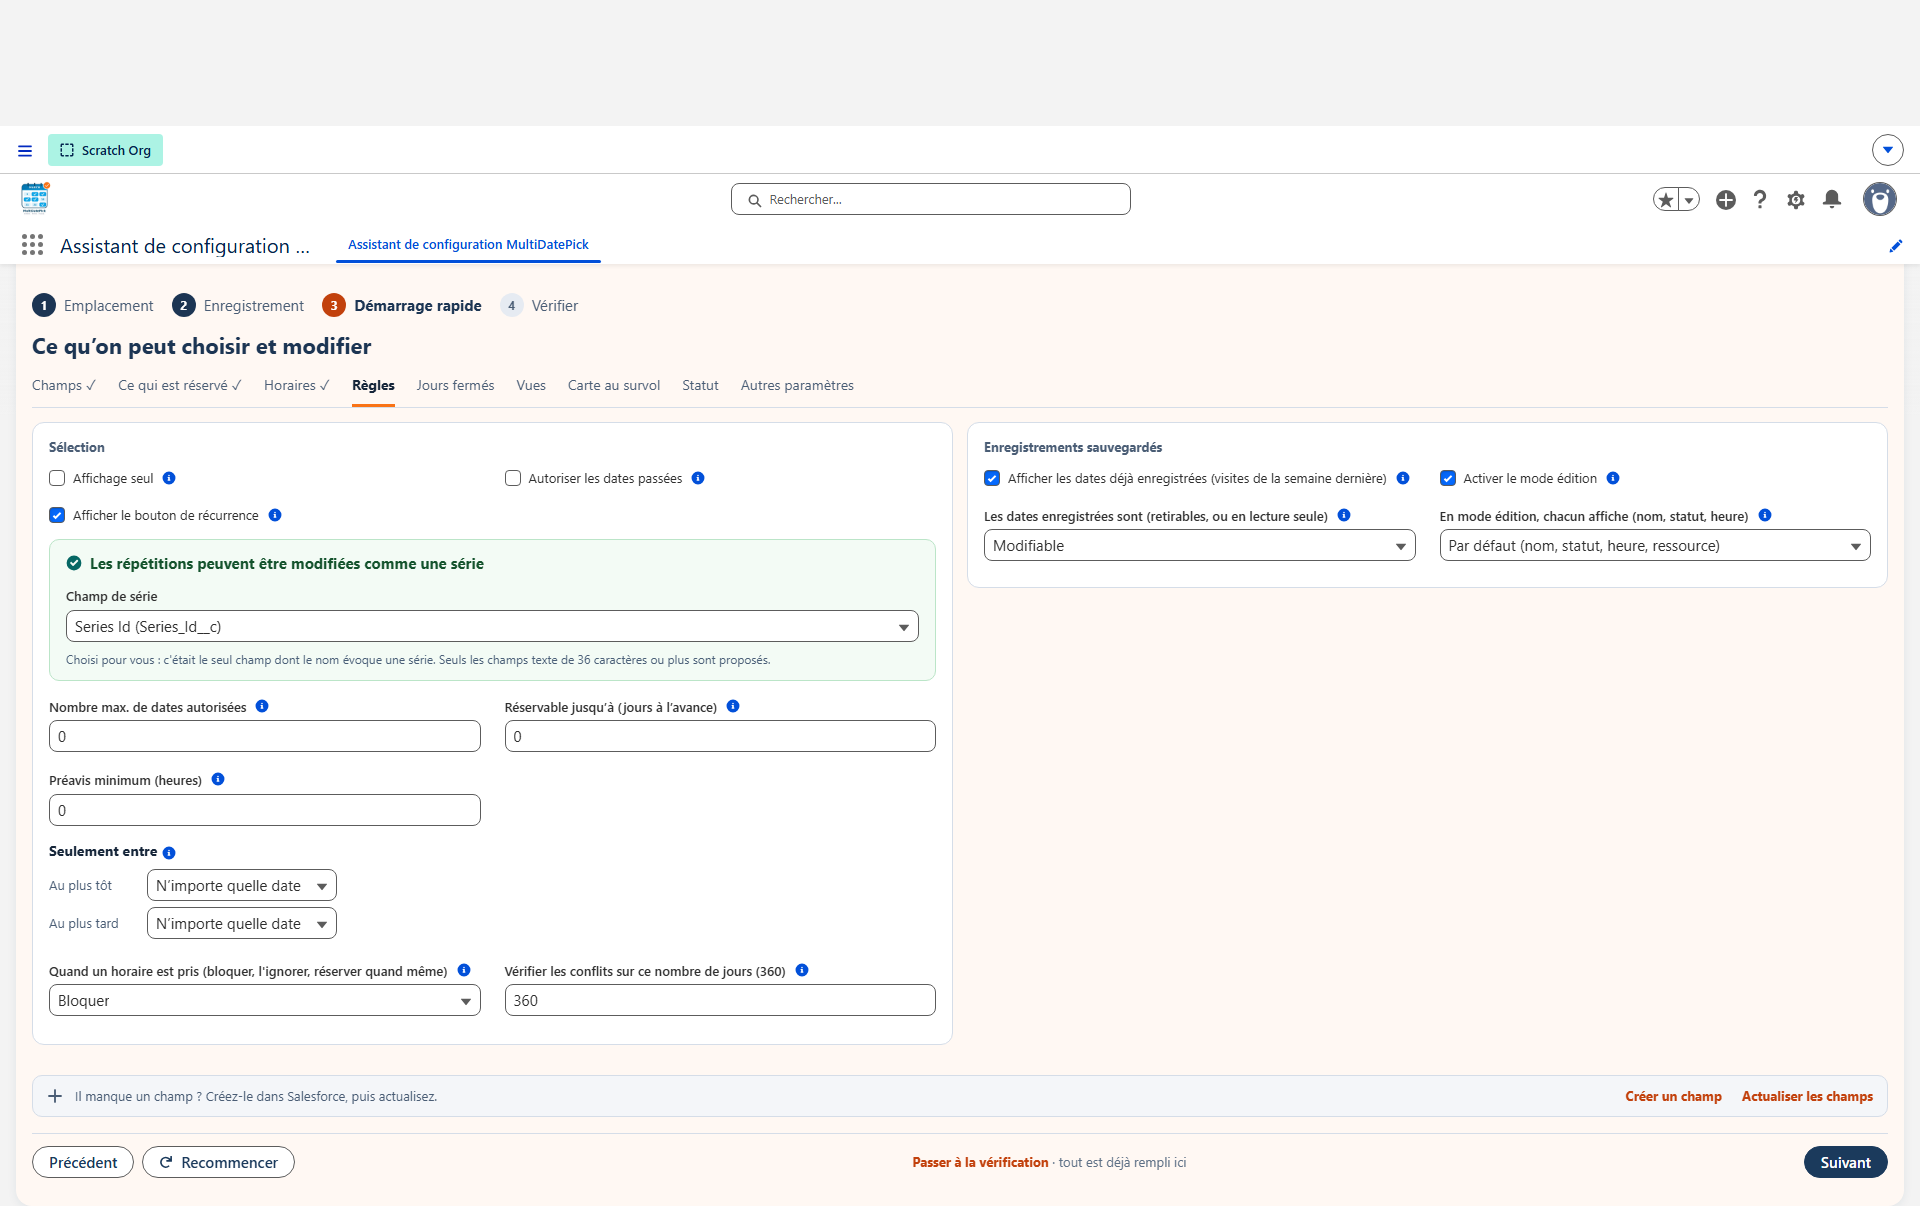 Scratch Org
Rechercher...
Assistant de configuration ...
Assistant de configuration MultiDatePick
1 Emplacement 2 Enregistrement 3 Démarrage rapide 4 Vérifier
Ce qu’on peut choisir et modifier
Champs ✓ Ce qui est réservé ✓ Horaires ✓ Règles Jours fermés Vues Carte au survol Statut Autres paramètres
Sélection
Affichage seul
Autoriser les dates passées
Afficher le bouton de récurrence
Les répétitions peuvent être modifiées comme une série
Champ de série
Series Id (Series_Id__c)
Choisi pour vous : c'était le seul champ dont le nom évoque une série. Seuls les champs texte de 36 caractères ou plus sont proposés.
Nombre max. de dates autorisées
0
Réservable jusqu’à (jours à l’avance)
0
Préavis minimum (heures)
0
Seulement entre
Au plus tôt N’importe quelle date
Au plus tard N’importe quelle date
Quand un horaire est pris (bloquer, l'ignorer, réserver quand même)
Bloquer
Vérifier les conflits sur ce nombre de jours (360)
360
Enregistrements sauvegardés
Afficher les dates déjà enregistrées (visites de la semaine dernière)
Activer le mode édition
Les dates enregistrées sont (retirables, ou en lecture seule)
Modifiable
En mode édition, chacun affiche (nom, statut, heure)
Par défaut (nom, statut, heure, ressource)
Il manque un champ ? Créez-le dans Salesforce, puis actualisez.
Créer un champ Actualiser les champs
Précédent Recommencer
Passer à la vérification · tout est déjà rempli ici
Suivant